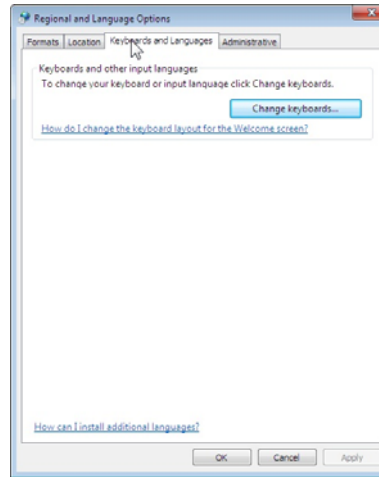 Regional and Language Options
Formats Location Keyboards and Languages Administrative
Keyboards and other input languages
To change your keyboard or input language click Change keyboards.
Change keyboards...
How do I change the keyboard layout for the Welcome screen?
How can I install additional languages?
OK Cancel Apply